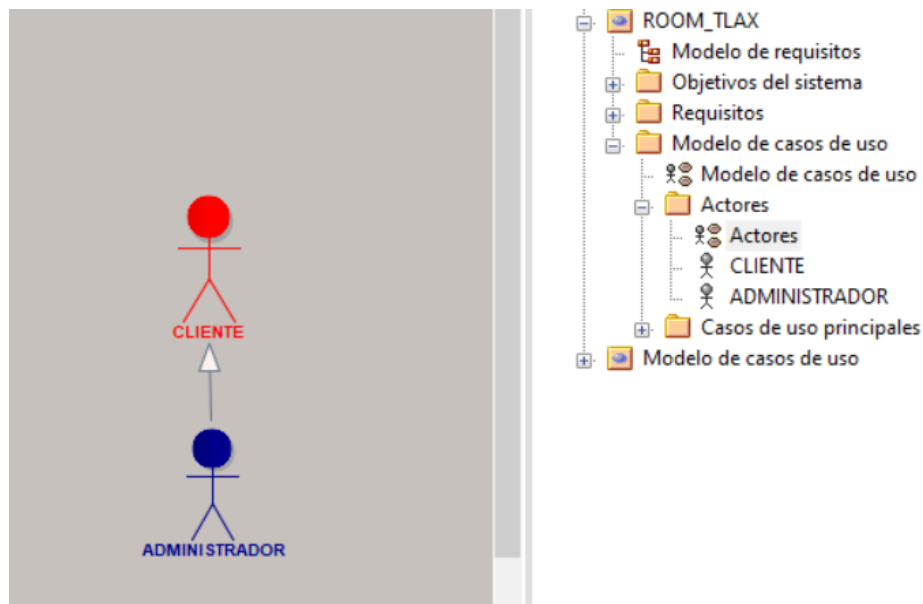 CLIENTE
ADMINISTRADOR
ROOM_TLAX
Modelo de requisitos
Objetivos del sistema
Requisitos
Modelo de casos de uso
Modelo de casos de uso
Actores
Actores
CLIENTE
ADMINISTRADOR
Casos de uso principales
Modelo de casos de uso